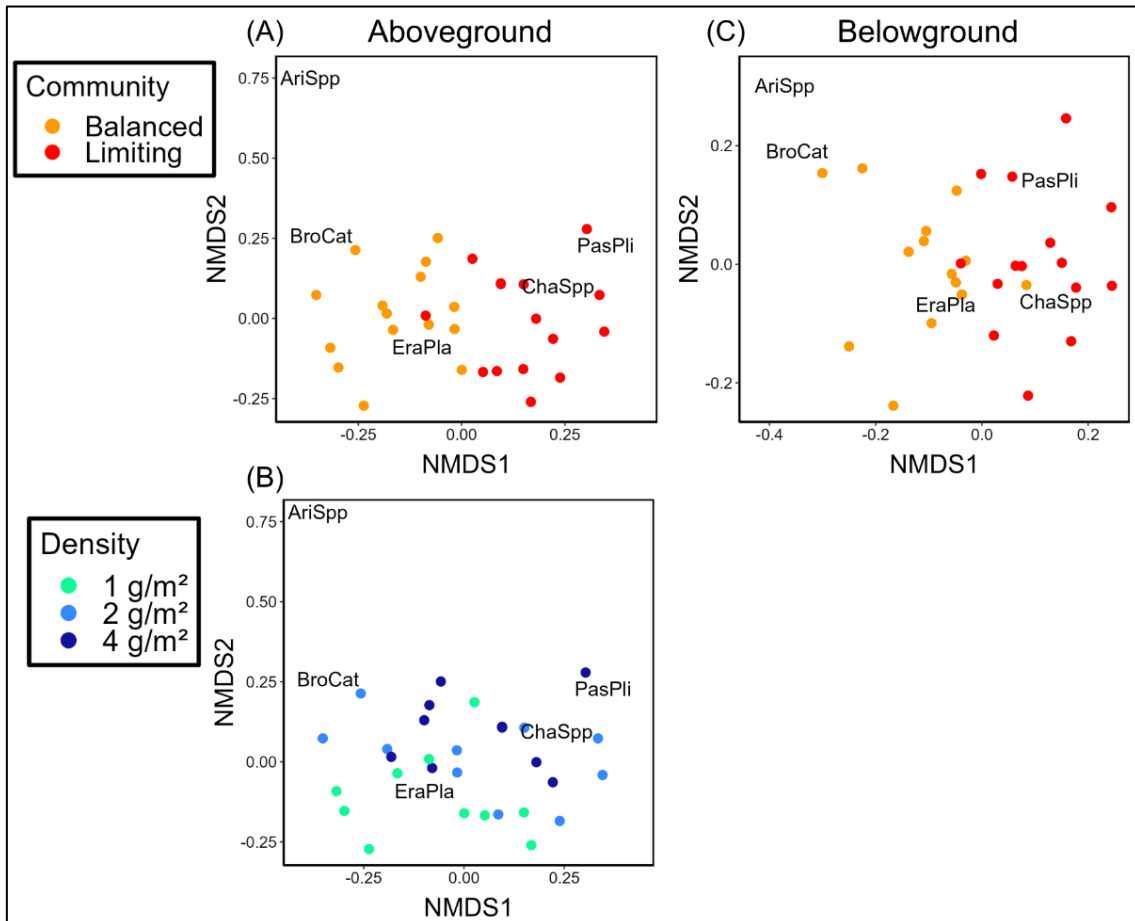 (A) Aboveground
(C) Belowground
Community
Balanced
Limiting
AriSpp
BroCat
PasPli
ChaSpp
EraPla
0.75
0.50
0.25
0.00
-0.25
NMDS2
-0.25 0.00 0.25
NMDS1
AriSpp
BroCat
PasPli
EraPla
ChaSpp
0.2
0.0
-0.2
NMDS2
-0.4 -0.2 0.0 0.2
NMDS1
(B)
Density
1 g/m²
2 g/m²
4 g/m²
AriSpp
BroCat
PasPli
ChaSpp
EraPla
0.75
0.50
0.25
0.00
-0.25
NMDS2
-0.25 0.00 0.25
NMDS1